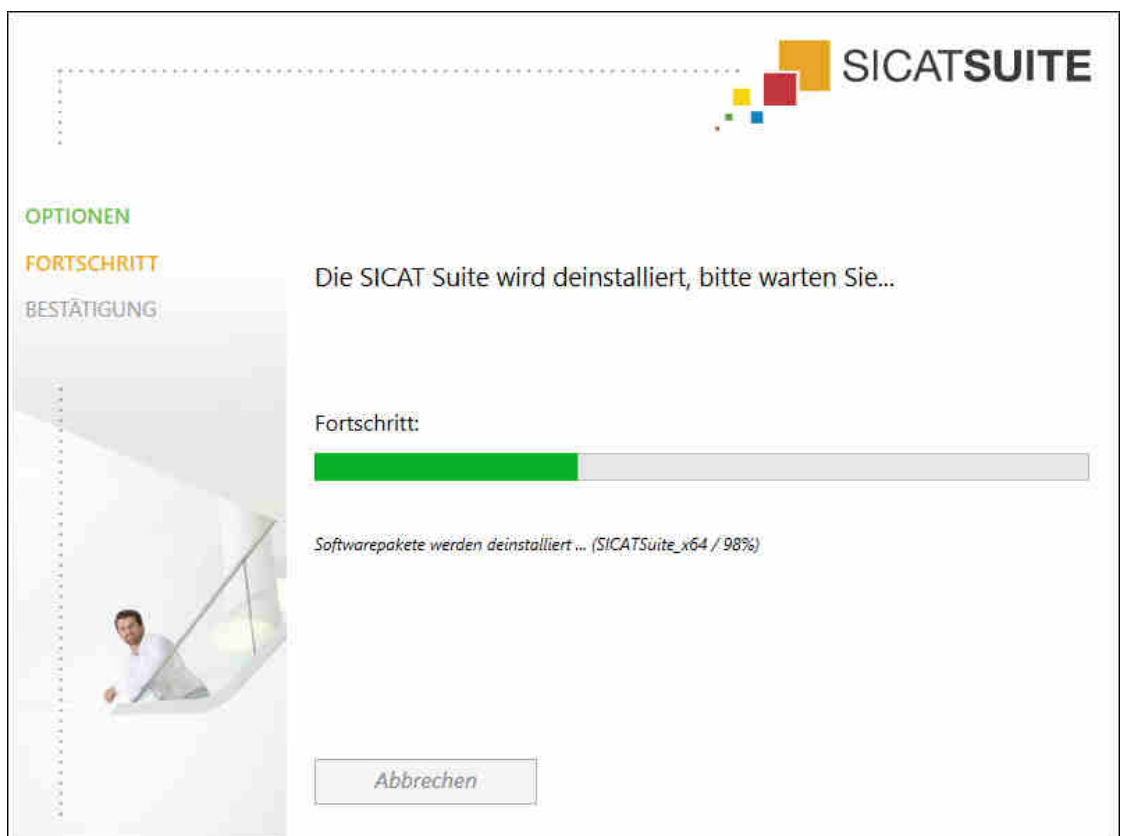 SICATSUITE
OPTIONEN
FORTSCHRITT
BESTÄTIGUNG
Die SICAT Suite wird deinstalliert, bitte warten Sie...
Fortschritt:
Softwarepakete werden deinstalliert ... (SICATSuite_x64 / 98%)
Abbrechen